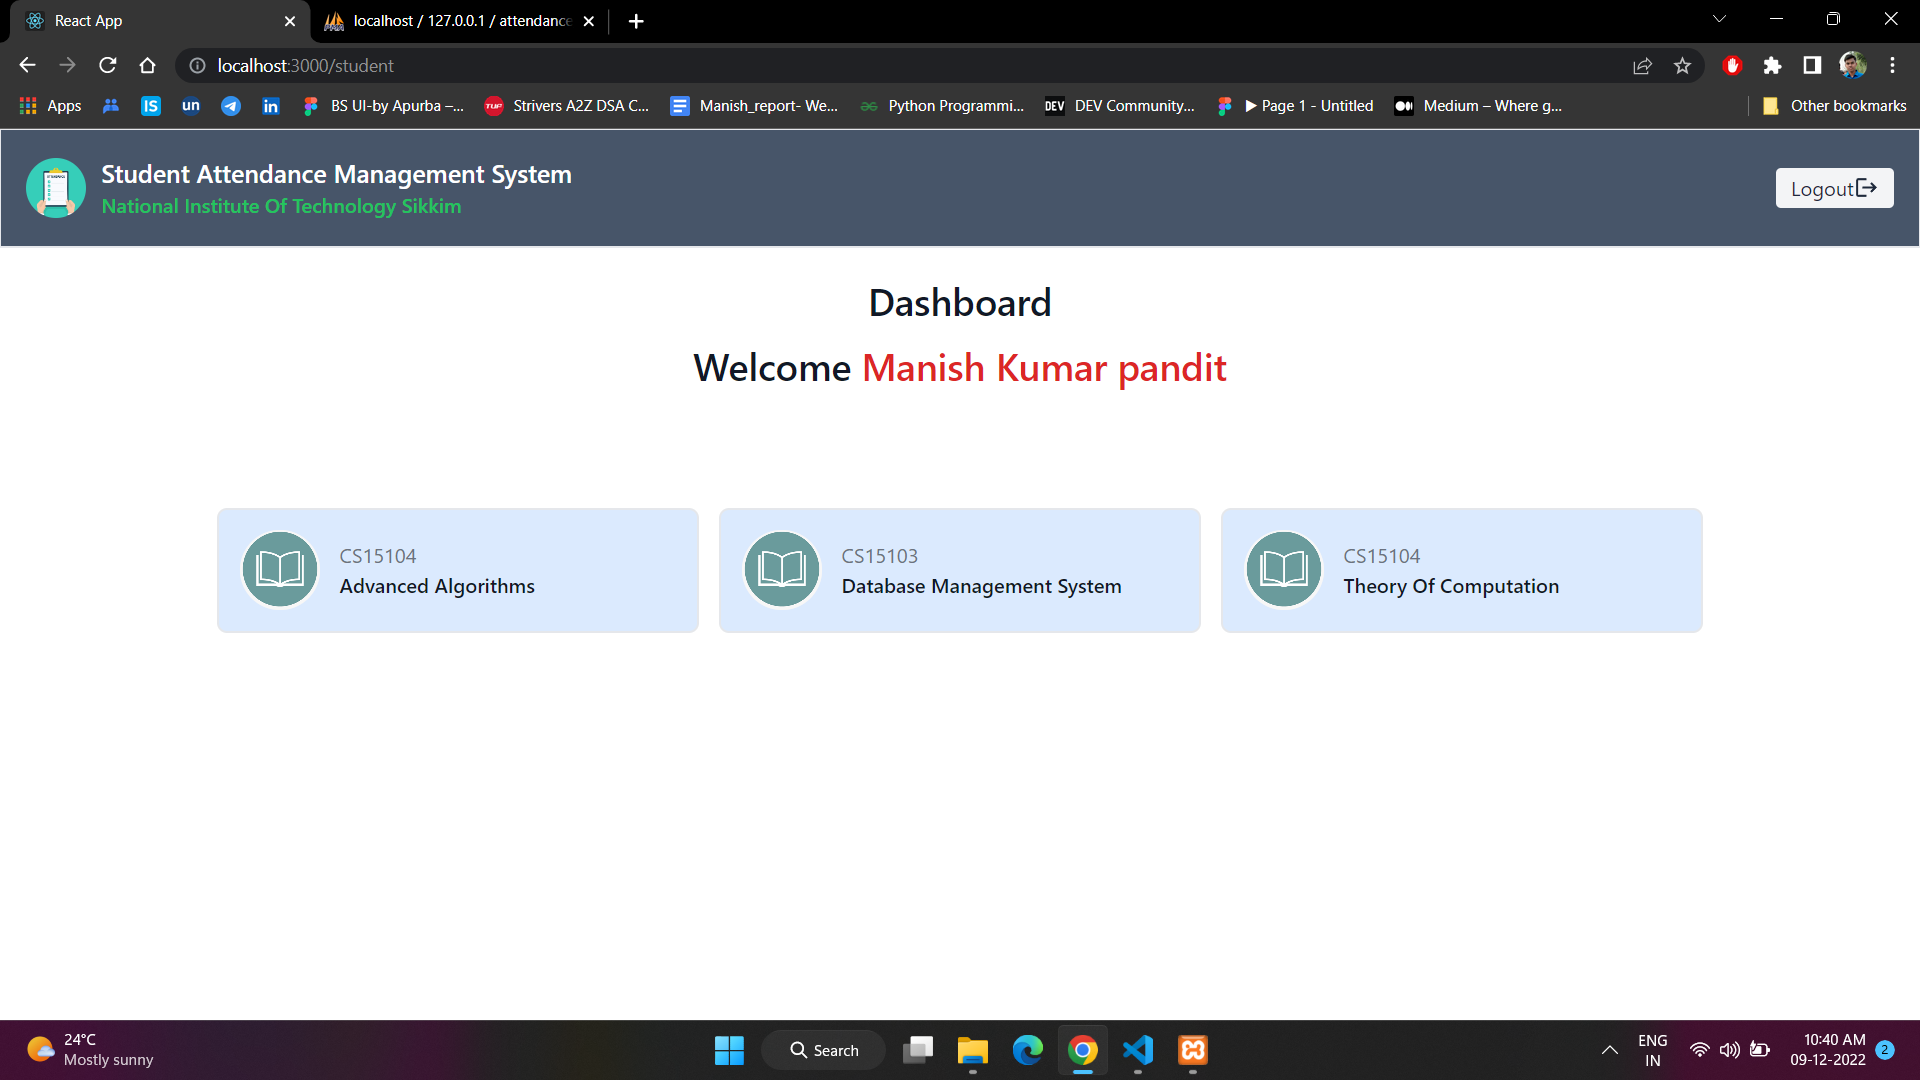 React App
localhost / 127.0.0.1 / attendance
localhost:3000/student
Apps
IS
un
in
BS UI-by Apurba –...
TUF
Strivers A2Z DSA C...
Manish_report- We...
Python Programmi...
DEV
DEV Community...
▶ Page 1 - Untitled
Medium – Where g...
Other bookmarks
Student Attendance Management System
National Institute Of Technology Sikkim
Logout
Dashboard
Welcome Manish Kumar pandit
CS15104
Advanced Algorithms
CS15103
Database Management System
CS15104
Theory Of Computation
24°C
Mostly sunny
Search
ENG
IN
10:40 AM
09-12-2022
2